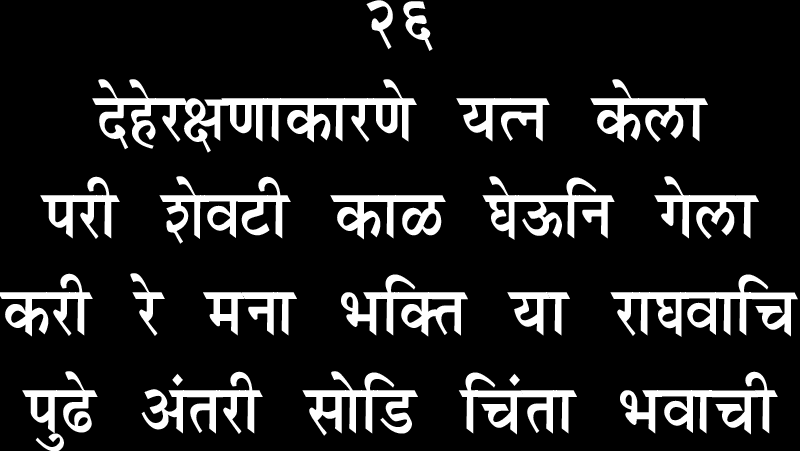 २६
देहेरक्षणाकारणे यत्न केला
परी शेवटी काळ घेऊनि गेला
करी रे मना भक्ति या राघवाचि
पुढे अंतरी सोडि चिंता भवाची